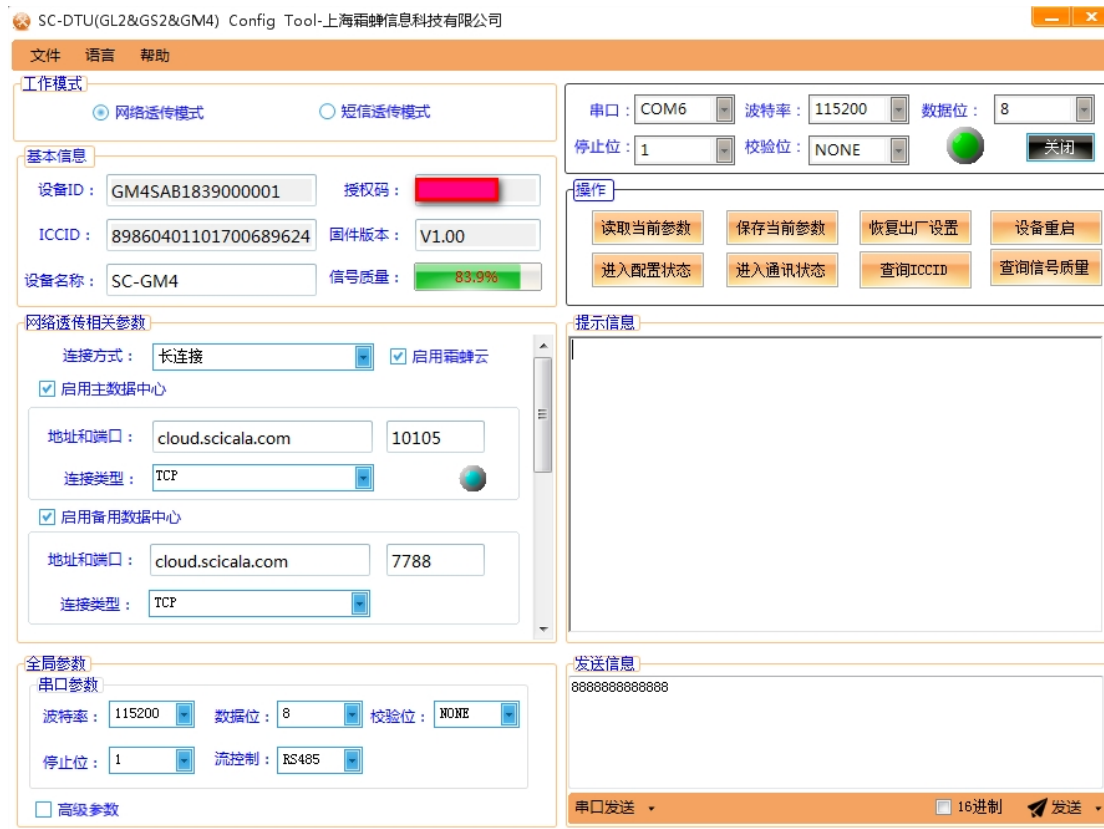 SC-DTU(GL2&GS2&GM4) Config Tool-上海霜蝉信息科技有限公司
文件 语言 帮助
工作模式
网络透传模式 短信透传模式
串口： COM6 波特率： 115200 数据位： 8
停止位： 1 校验位： NONE 关闭
基本信息
设备ID： GM4SAB1839000001 授权码：
ICCID： 89860401101700689624 固件版本： V1.00
设备名称： SC-GM4 信号质量： 83.9%
操作
读取当前参数 保存当前参数 恢复出厂设置 设备重启
进入配置状态 进入通讯状态 查询ICCID 查询信号质量
网络透传相关参数
连接方式： 长连接 启用霜蝉云
启用主数据中心
地址和端口： cloud.scicala.com 10105
连接类型： TCP
启用备用数据中心
地址和端口： cloud.scicala.com 7788
连接类型： TCP
提示信息
全局参数
串口参数
波特率： 115200 数据位： 8 校验位： NONE
停止位： 1 流控制： RS485
高级参数
发送信息
8888888888888
串口发送 16进制 发送